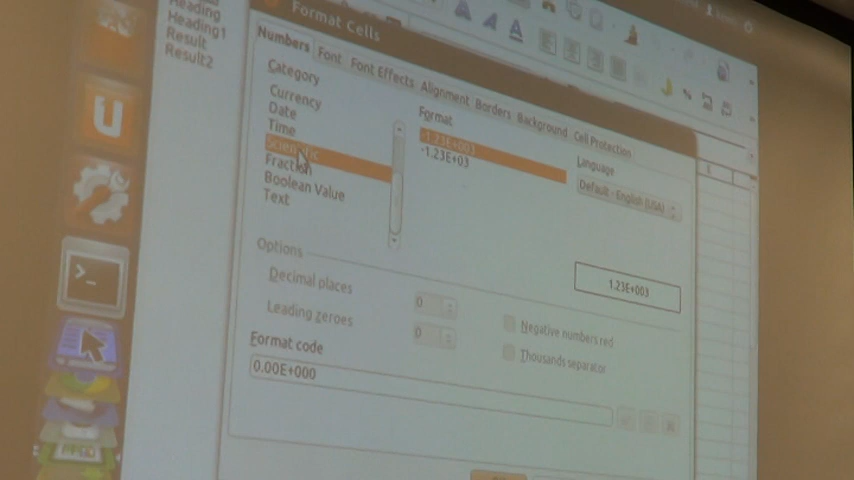 Heading
Heading1
Result
Result2
Format Cells
Numbers Font Font Effects Alignment Borders Background Cell Protection
Category
Currency
Date
Time
Scientific
Fraction
Boolean Value
Text
Format
-1.23E+003
-1.23E+03
Language
Default - English (USA)
1.23E+003
Options
Decimal places
0
Leading zeroes
0
Negative numbers red
Thousands separator
Format code
0.00E+000